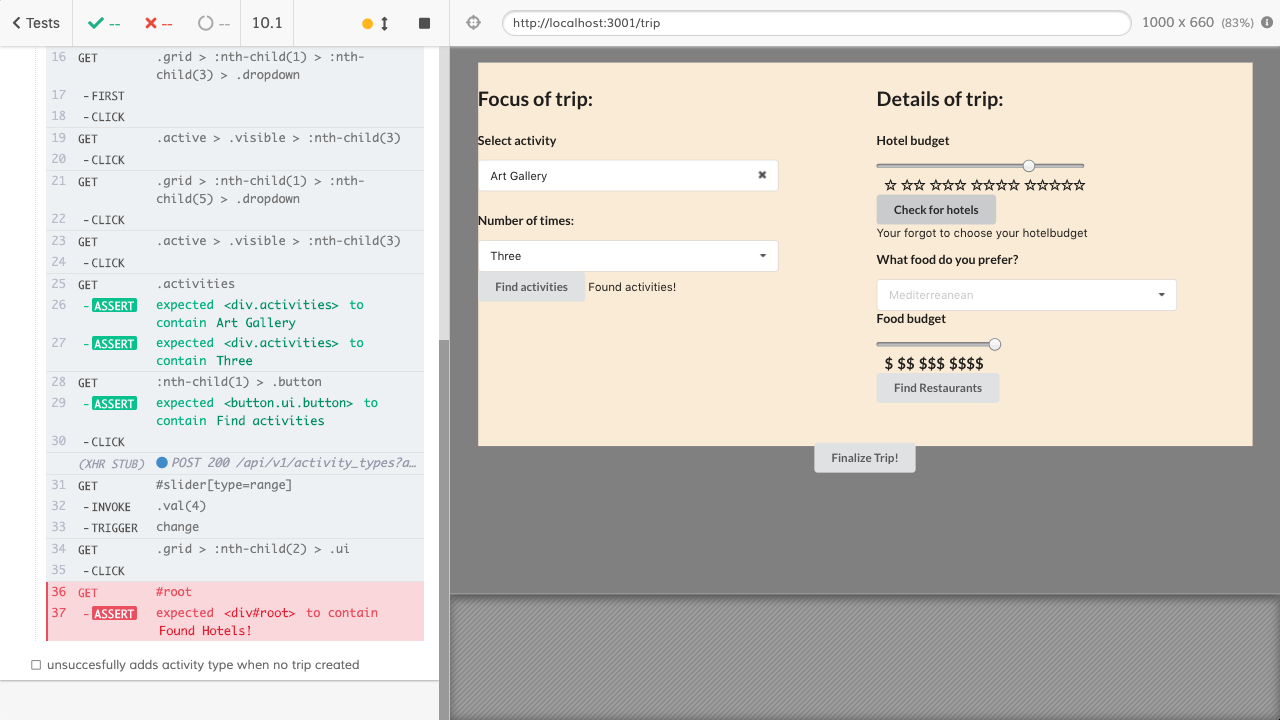 Tests
--
--
--
10.1
http://localhost:3001/trip
1000 x 660 (83%)
16 GET .grid > :nth-child(1) > :nth-
child(3) > .dropdown
17 -FIRST
18 -CLICK
19 GET .active > .visible > :nth-child(3)
20 -CLICK
21 GET .grid > :nth-child(1) > :nth-
child(5) > .dropdown
22 -CLICK
23 GET .active > .visible > :nth-child(3)
24 -CLICK
25 GET .activities
26 -ASSERT expected <div.activities> to
contain Art Gallery
27 -ASSERT expected <div.activities> to
contain Three
28 GET :nth-child(1) > .button
29 -ASSERT expected <button.ui.button> to
contain Find activities
30 -CLICK
(XHR STUB) POST 200 /api/v1/activity_types?a…
31 GET #slider[type=range]
32 -INVOKE .val(4)
33 -TRIGGER change
34 GET .grid > :nth-child(2) > .ui
35 -CLICK
36 GET #root
37 -ASSERT expected <div#root> to contain
Found Hotels!
unsuccesfully adds activity type when no trip created
Focus of trip:
Select activity
Art Gallery
Number of times:
Three
Find activities Found activities!
Details of trip:
Hotel budget
☆ ☆☆ ☆☆☆ ☆☆☆☆ ☆☆☆☆☆
Check for hotels
Your forgot to choose your hotelbudget
What food do you prefer?
Mediterreanean
Food budget
$ $$ $$$ $$$$
Find Restaurants
Finalize Trip!